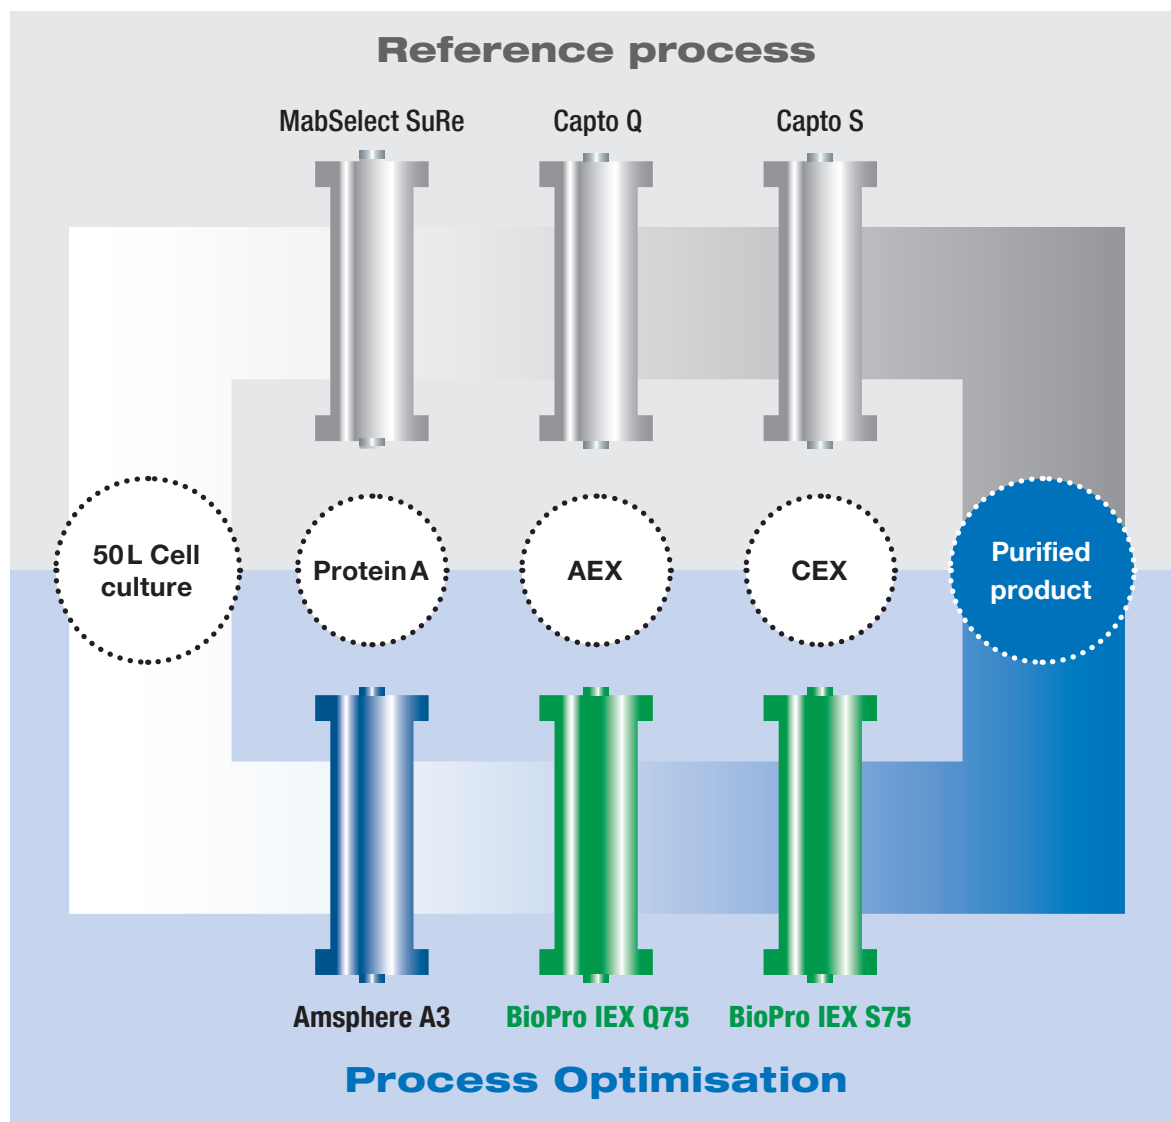 Reference process
MabSelect SuRe
Capto Q
Capto S
50 L Cell
culture
Protein A
AEX
CEX
Purified
product
Amsphere A3
BioPro IEX Q75
BioPro IEX S75
Process Optimisation